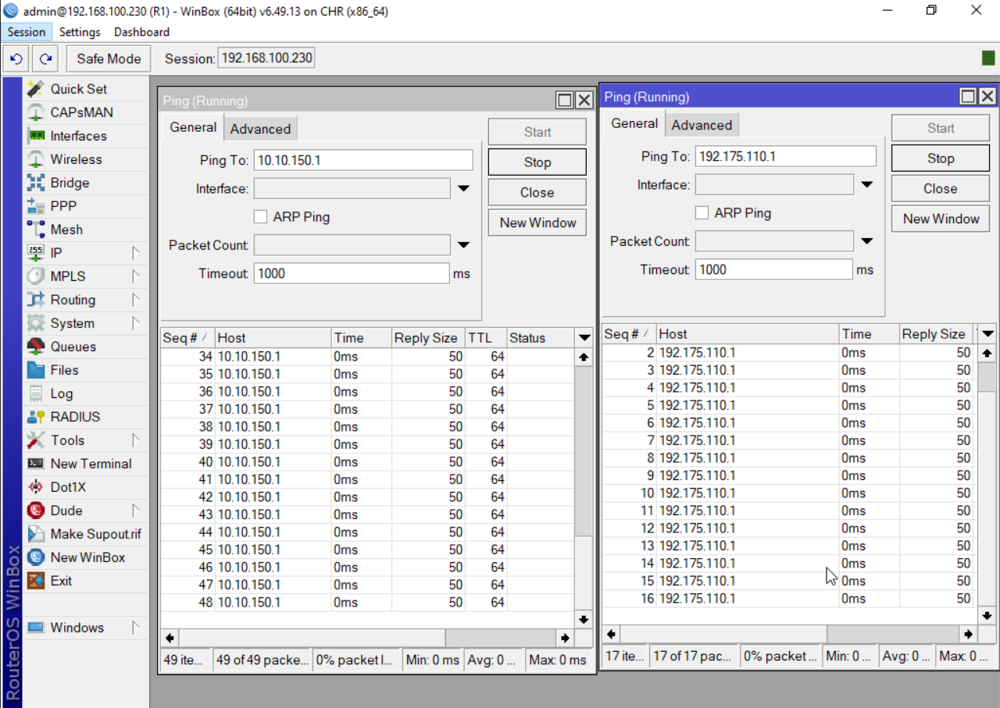 admin@192.168.100.230 (R1) - WinBox (64bit) v6.49.13 on CHR (x86_64)
Session Settings Dashboard
Safe Mode Session: 192.168.100.230
Quick Set
CAPsMAN
Interfaces
Wireless
Bridge
PPP
Mesh
IP
MPLS
Routing
System
Queues
Files
Log
RADIUS
Tools
New Terminal
Dot1X
Dude
Make Supout.rif
New WinBox
Exit
Windows
RouterOS WinBox
Ping (Running)
General Advanced
Ping To: 10.10.150.1
Interface:
ARP Ping
Packet Count:
Timeout: 1000 ms
Start
Stop
Close
New Window
Seq # Host Time Reply Size TTL Status
34 10.10.150.1 0ms 50 64
35 10.10.150.1 0ms 50 64
36 10.10.150.1 0ms 50 64
37 10.10.150.1 0ms 50 64
38 10.10.150.1 0ms 50 64
39 10.10.150.1 0ms 50 64
40 10.10.150.1 0ms 50 64
41 10.10.150.1 0ms 50 64
42 10.10.150.1 0ms 50 64
43 10.10.150.1 0ms 50 64
44 10.10.150.1 0ms 50 64
45 10.10.150.1 0ms 50 64
46 10.10.150.1 0ms 50 64
47 10.10.150.1 0ms 50 64
48 10.10.150.1 0ms 50 64
49 ite... 49 of 49 packe... 0% packet l... Min: 0 ms Avg: 0 ... Max: 0 ms
Ping (Running)
General Advanced
Ping To: 192.175.110.1
Interface:
ARP Ping
Packet Count:
Timeout: 1000 ms
Start
Stop
Close
New Window
Seq # Host Time Reply Size
2 192.175.110.1 0ms 50
3 192.175.110.1 0ms 50
4 192.175.110.1 0ms 50
5 192.175.110.1 0ms 50
6 192.175.110.1 0ms 50
7 192.175.110.1 0ms 50
8 192.175.110.1 0ms 50
9 192.175.110.1 0ms 50
10 192.175.110.1 0ms 50
11 192.175.110.1 0ms 50
12 192.175.110.1 0ms 50
13 192.175.110.1 0ms 50
14 192.175.110.1 0ms 50
15 192.175.110.1 0ms 50
16 192.175.110.1 0ms 50
17 ite... 17 of 17 pac... 0% packet ... Min: 0 ... Avg: 0 ... Max: 0 ...